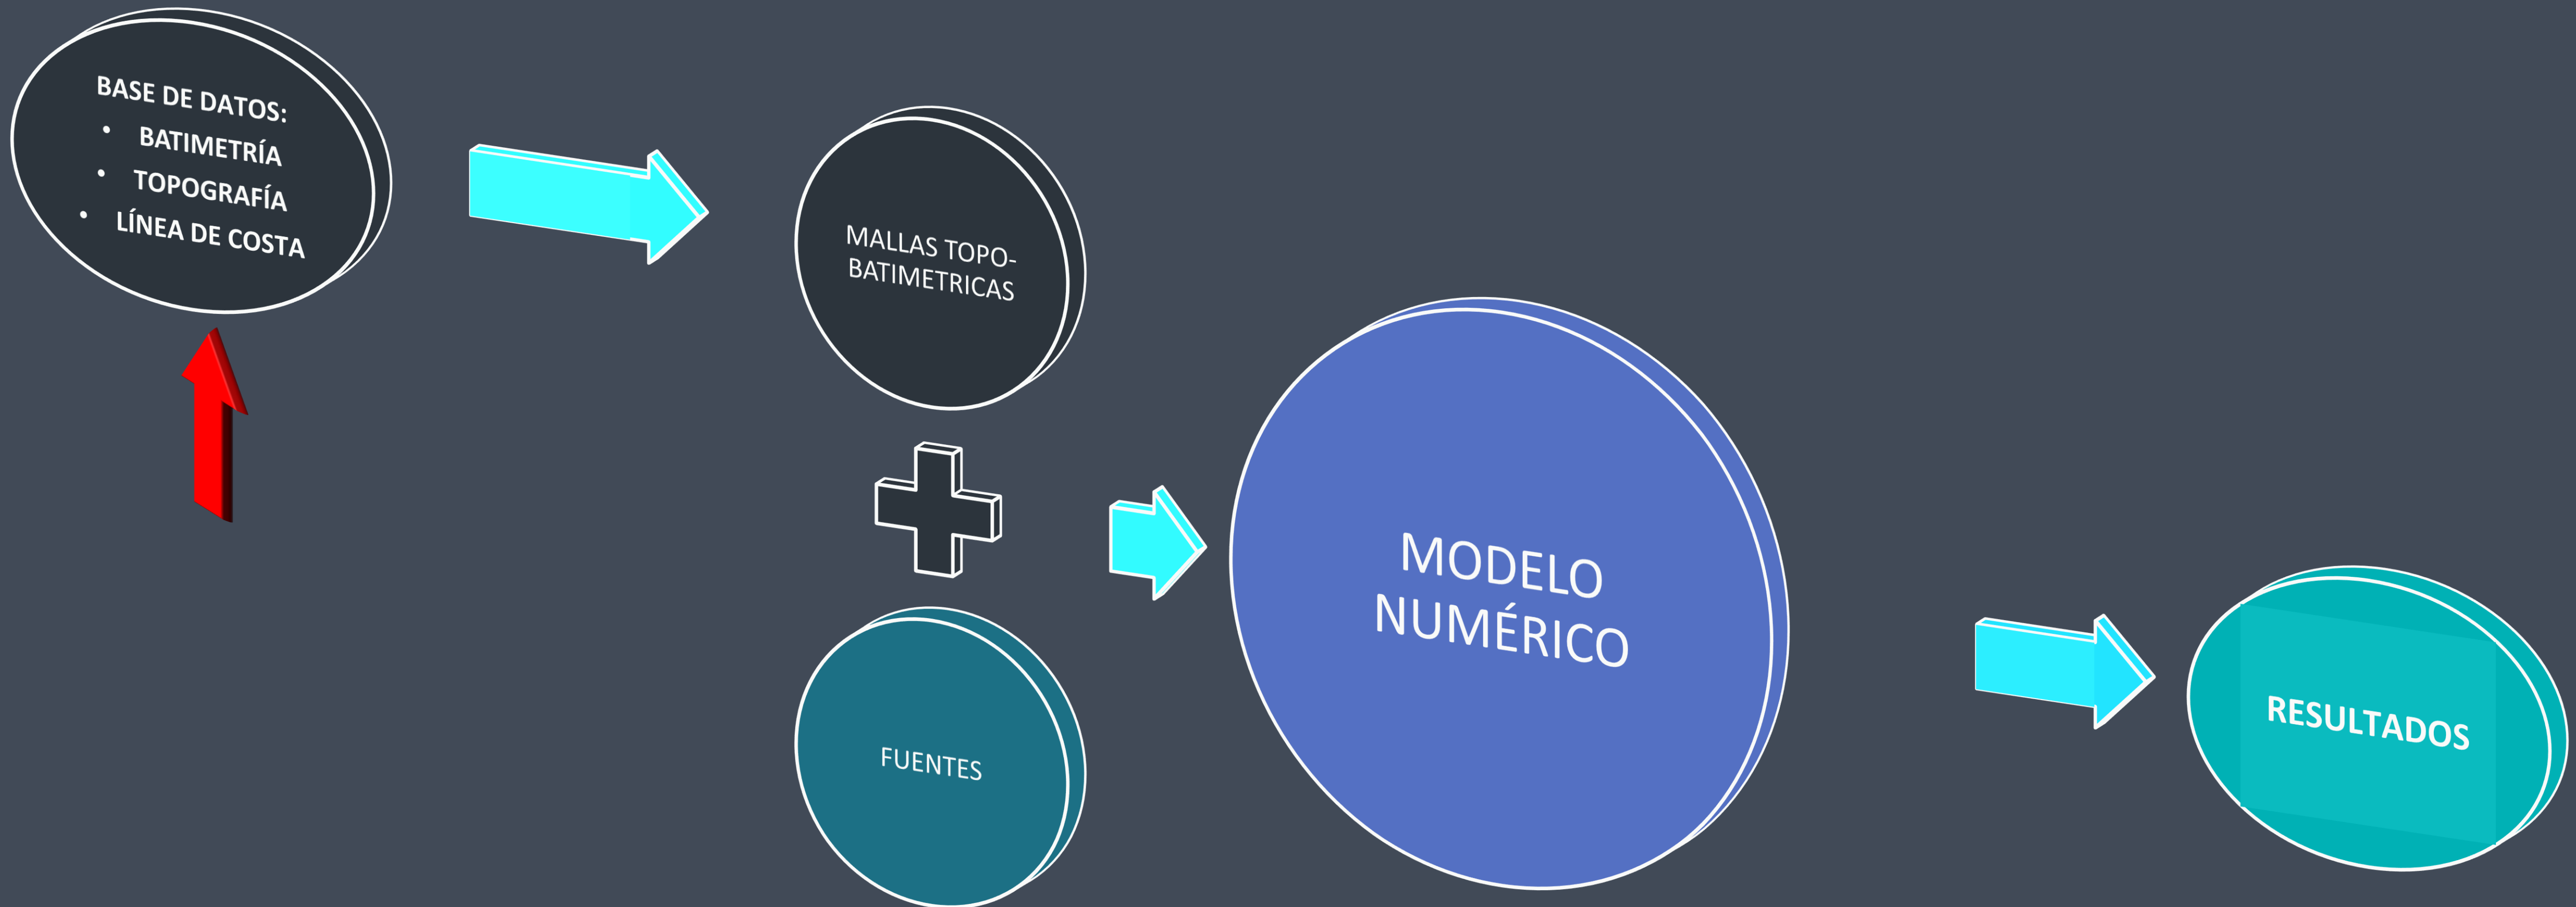 BASE DE DATOS:
• BATIMETRÍA
• TOPOGRAFÍA
• LÍNEA DE COSTA
MALLAS TOPO-
BATIMETRICAS
FUENTES
MODELO
NUMÉRICO
RESULTADOS